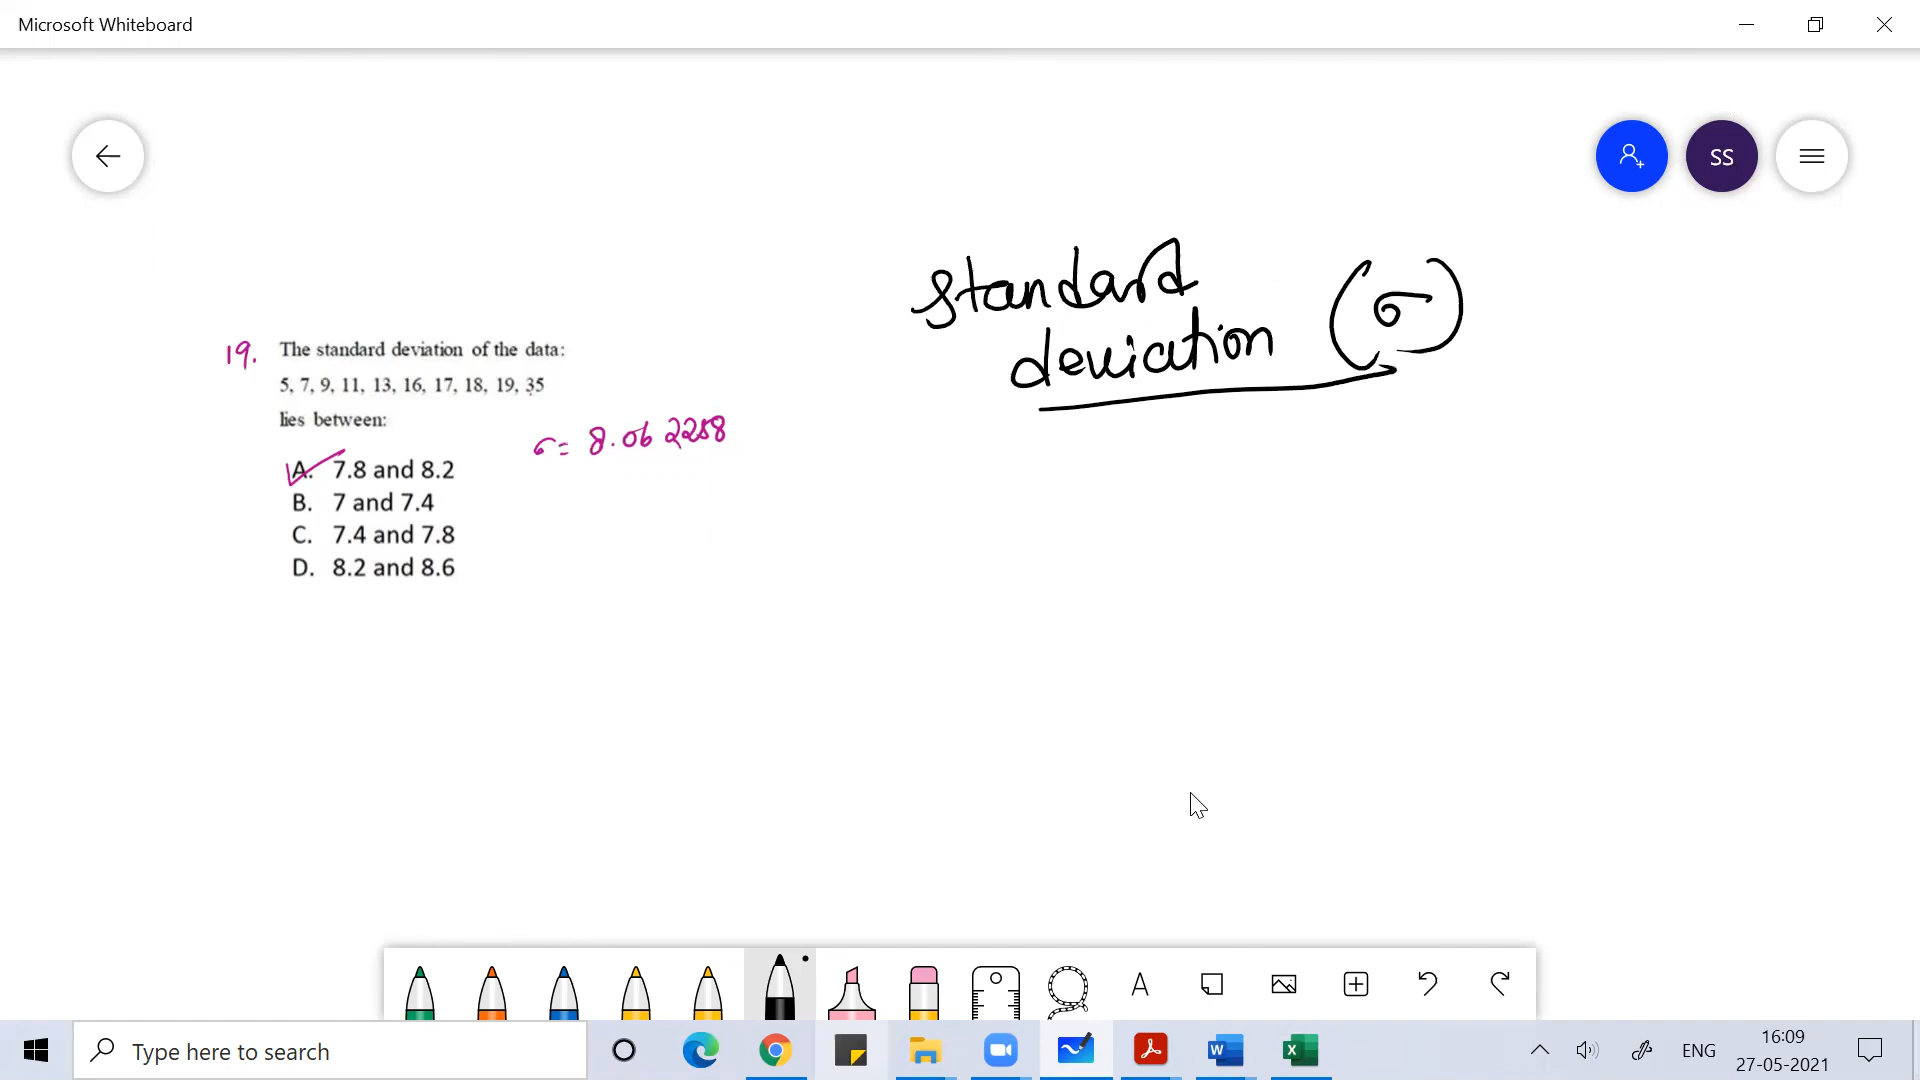 Microsoft Whiteboard
SS
standard
deviation (σ)
19. The standard deviation of the data:
5, 7, 9, 11, 13, 16, 17, 18, 19, 35
lies between:
σ= 8.062258
A. 7.8 and 8.2
B. 7 and 7.4
C. 7.4 and 7.8
D. 8.2 and 8.6
A
Type here to search
ENG
16:09
27-05-2021